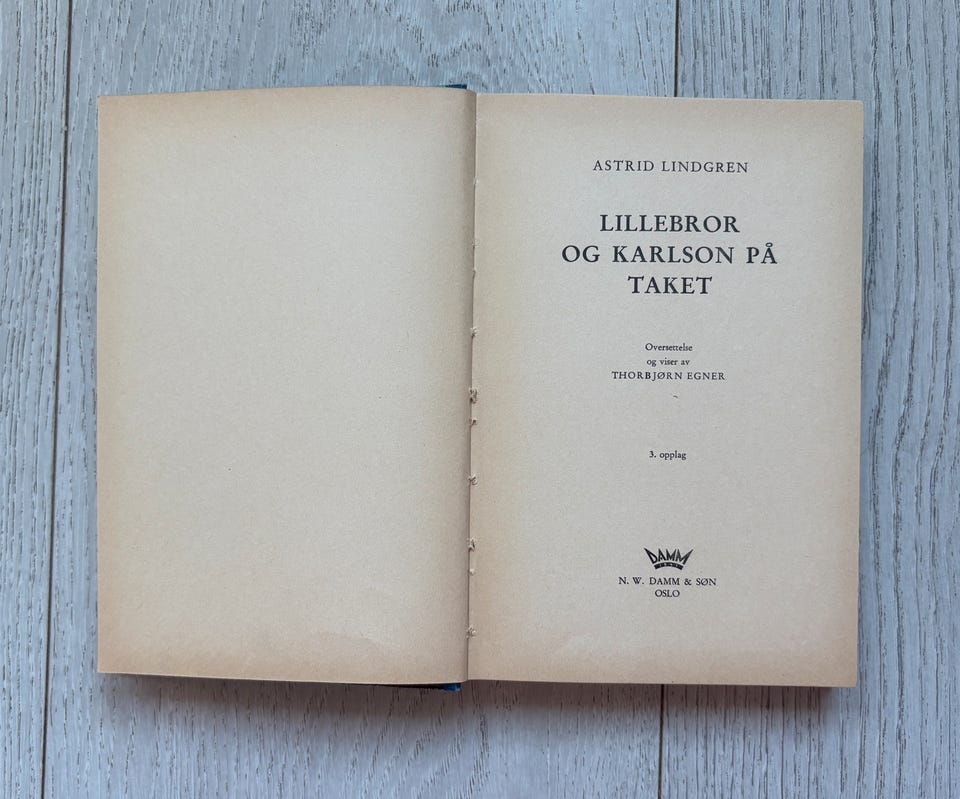 ASTRID LINDGREN
LILLEBROR
OG KARLSON PÅ
TAKET
Oversettelse
og viser av
THORBJØRN EGNER
3. opplag
DAMM
N. W. DAMM & SØN
OSLO